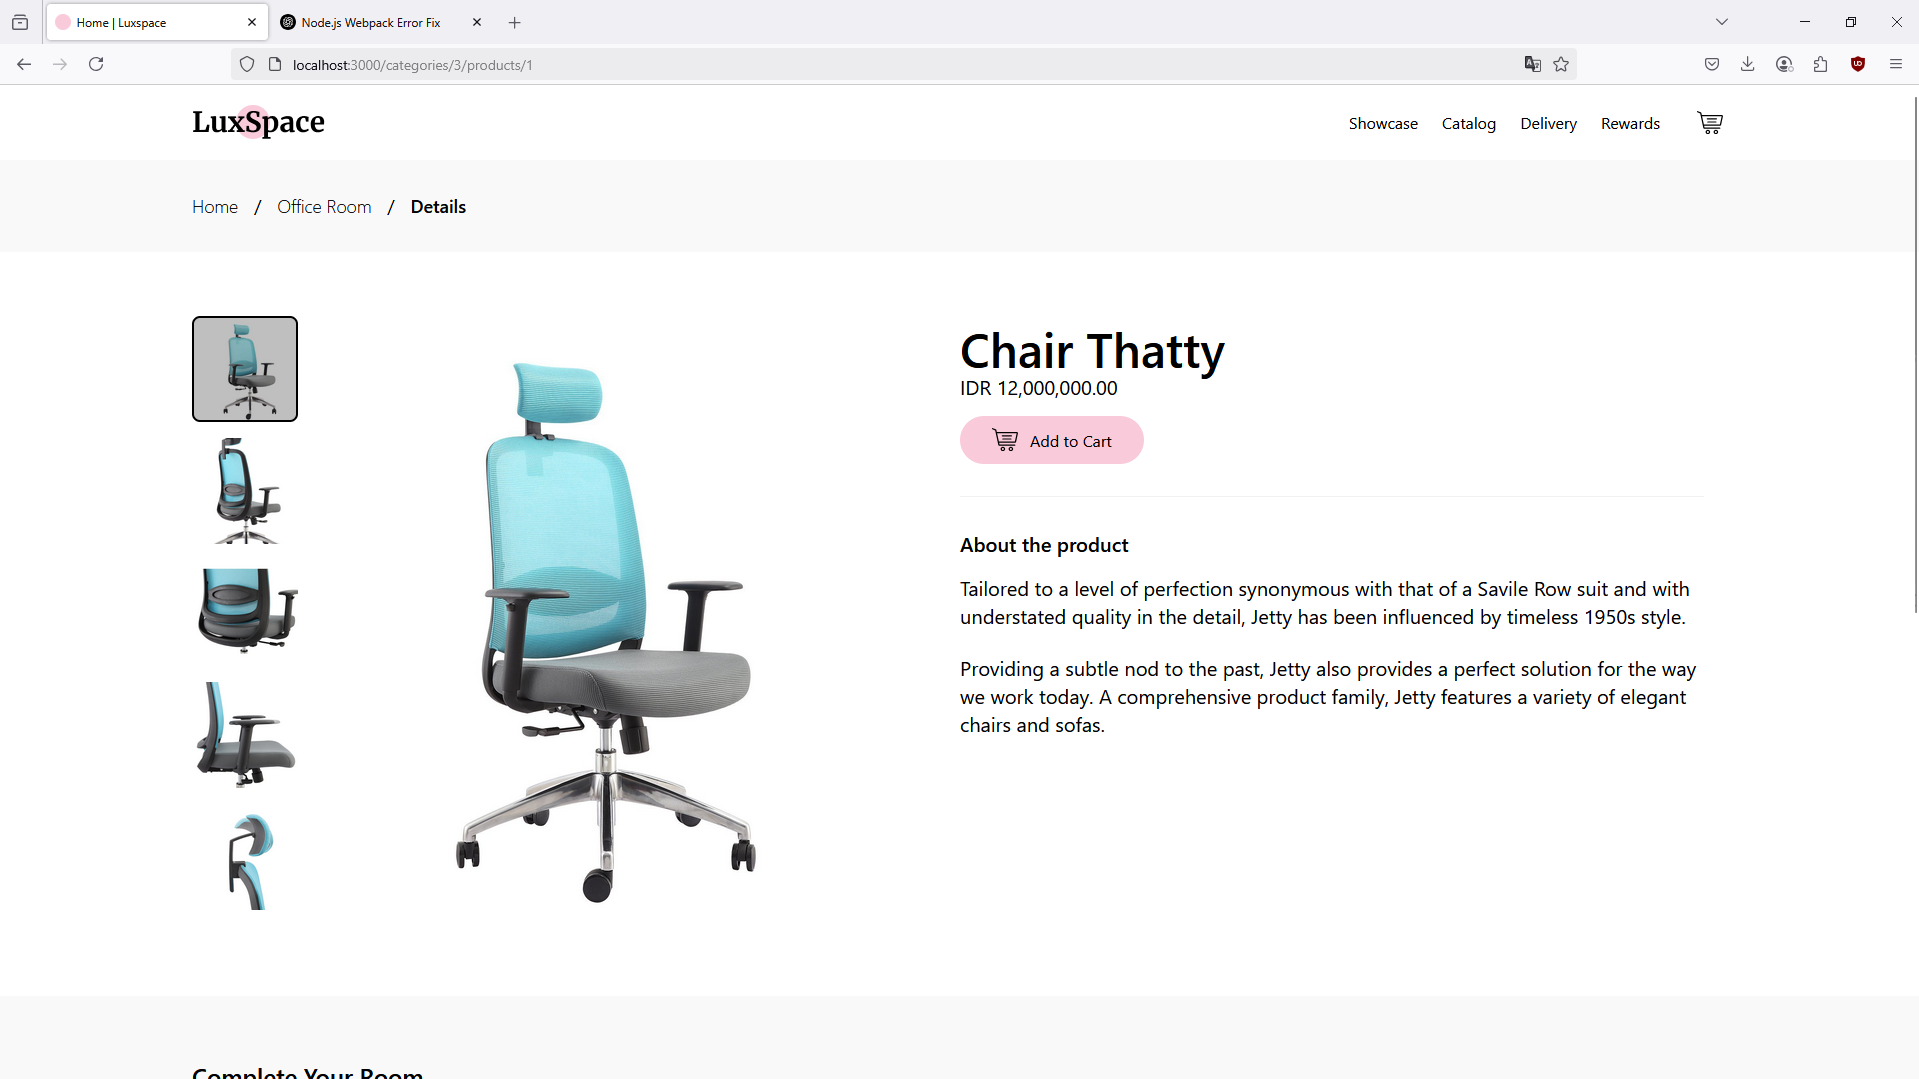 Home | Luxspace
Node.js Webpack Error Fix
localhost:3000/categories/3/products/1
LuxSpace
Showcase
Catalog
Delivery
Rewards
Home / Office Room / Details
Chair Thatty
IDR 12,000,000.00
Add to Cart
About the product
Tailored to a level of perfection synonymous with that of a Savile Row suit and with
understated quality in the detail, Jetty has been influenced by timeless 1950s style.
Providing a subtle nod to the past, Jetty also provides a perfect solution for the way
we work today. A comprehensive product family, Jetty features a variety of elegant
chairs and sofas.
Complete Your Room